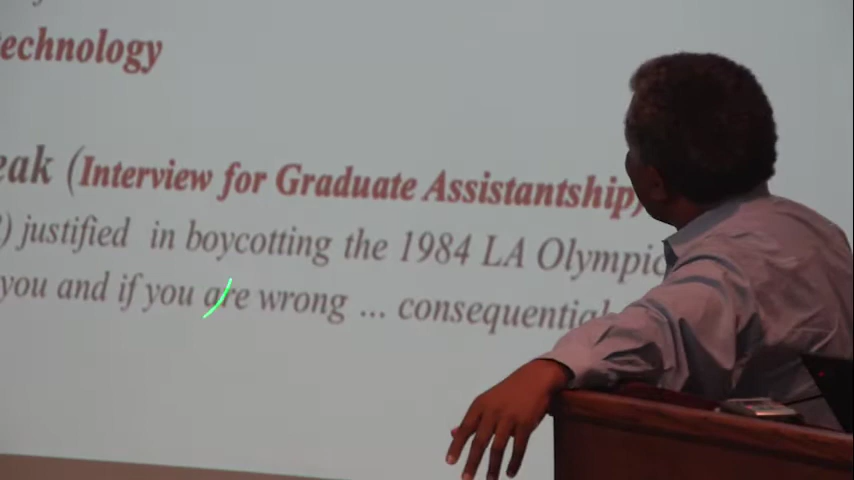 technology
eak (Interview for Graduate Assistantship)
) justified in boycotting the 1984 LA Olympic
you and if you are wrong ... consequential